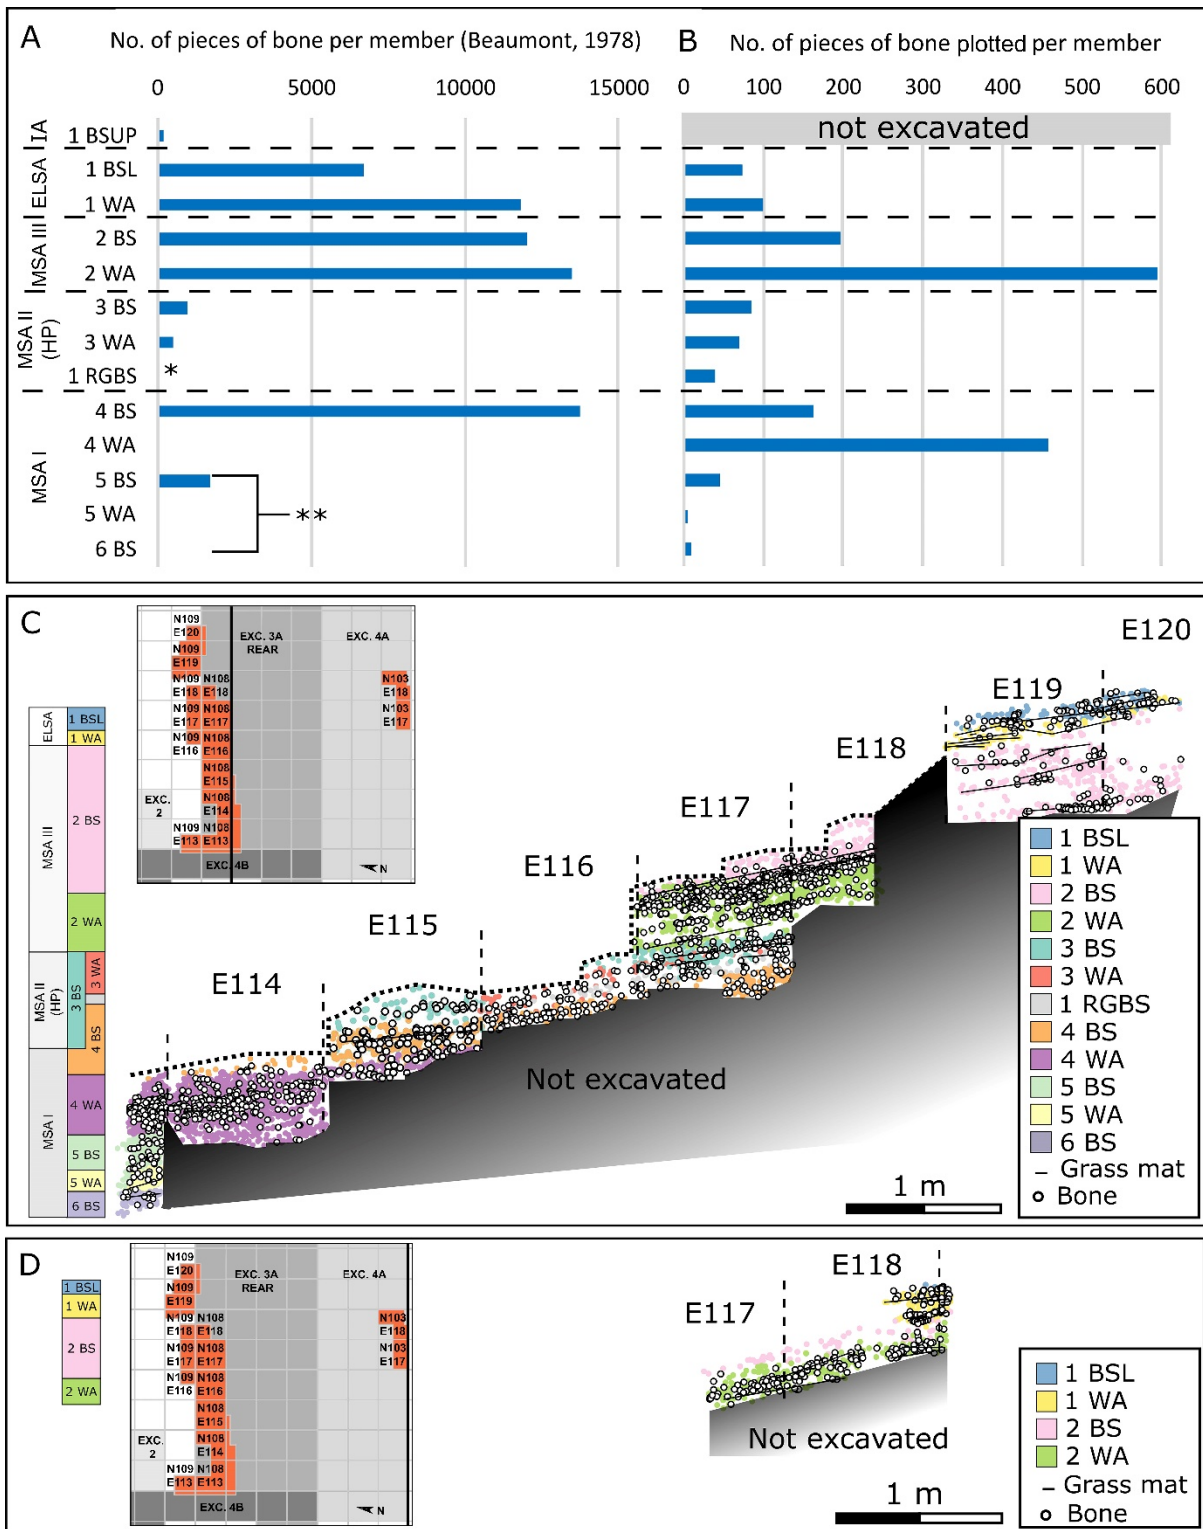 A
No. of pieces of bone per member (Beaumont, 1978)
0 5000 10000 15000
B
No. of pieces of bone plotted per member
0 100 200 300 400 500 600
IA
1 BSUP
not excavated
ELSA
1 BSL
1 WA
MSA III
2 BS
2 WA
MSA II
(HP)
3 BS
3 WA
1 RGBS
*
MSA I
4 BS
4 WA
5 BS
5 WA
6 BS
**
C
ELSA
MSA III
MSA II
(HP)
MSA I
1 BSL
1 WA
2 BS
2 WA
3 BS
3 WA
4 BS
4 WA
5 BS
5 WA
6 BS
N109
E120
N109
E119
N109 N108
E118 E118
N109 N108
E117 E117
N109 N108
E116 E116
N108
E115
N108
E114
N109 N108
E113 E113
EXC. 3A
REAR
EXC. 4A
N103
E118
N103
E117
EXC.
2
EXC. 4B
N
E114
E115
E116
E117
E118
E119
E120
Not excavated
1 m
1 BSL
1 WA
2 BS
2 WA
3 BS
3 WA
1 RGBS
4 BS
4 WA
5 BS
5 WA
6 BS
Grass mat
Bone
D
1 BSL
1 WA
2 BS
2 WA
N109
E120
N109
E119
N109 N108
E118 E118
N109 N108
E117 E117
N109 N108
E116 E116
N108
E115
N108
E114
N109 N108
E113 E113
EXC. 3A
REAR
EXC. 4A
N103
E118
N103
E117
EXC.
2
EXC. 4B
N
E117
E118
Not excavated
1 m
1 BSL
1 WA
2 BS
2 WA
Grass mat
Bone